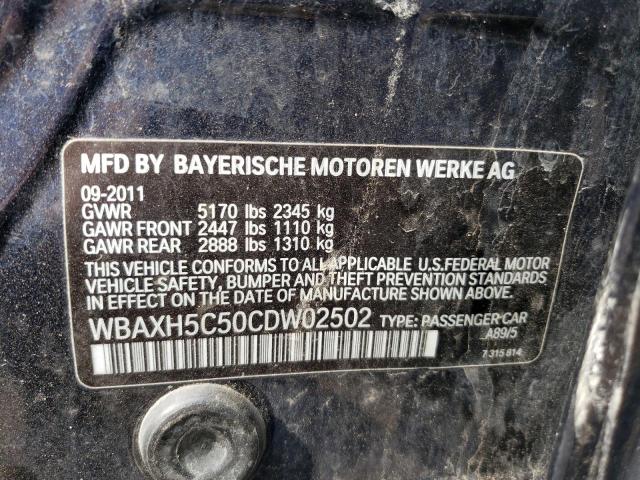 MFD BY BAYERISCHE MOTOREN WERKE AG
09-2011
GVWR 5170 lbs 2345 kg
GAWR FRONT 2447 lbs 1110 kg
GAWR REAR 2888 lbs 1310 kg
THIS VEHICLE CONFORMS TO ALL APPLICABLE U.S.FEDERAL MOTOR
VEHICLE SAFETY, BUMPER AND THEFT PREVENTION STANDARDS
IN EFFECT ON THE DATE OF MANUFACTURE SHOWN ABOVE.
WBAXH5C50CDW02502 TYPE: PASSENGER CAR
A89/5
7 315 814